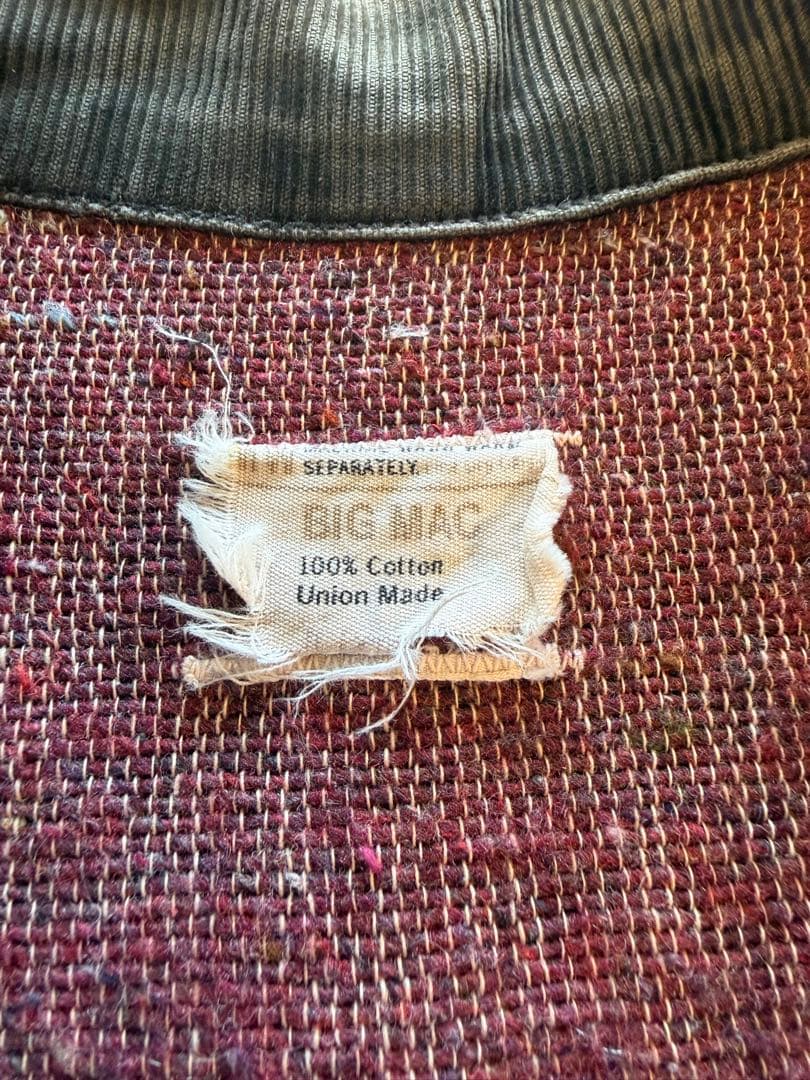 SEPARATELY
BIG MAC
100% Cotton
Union Made